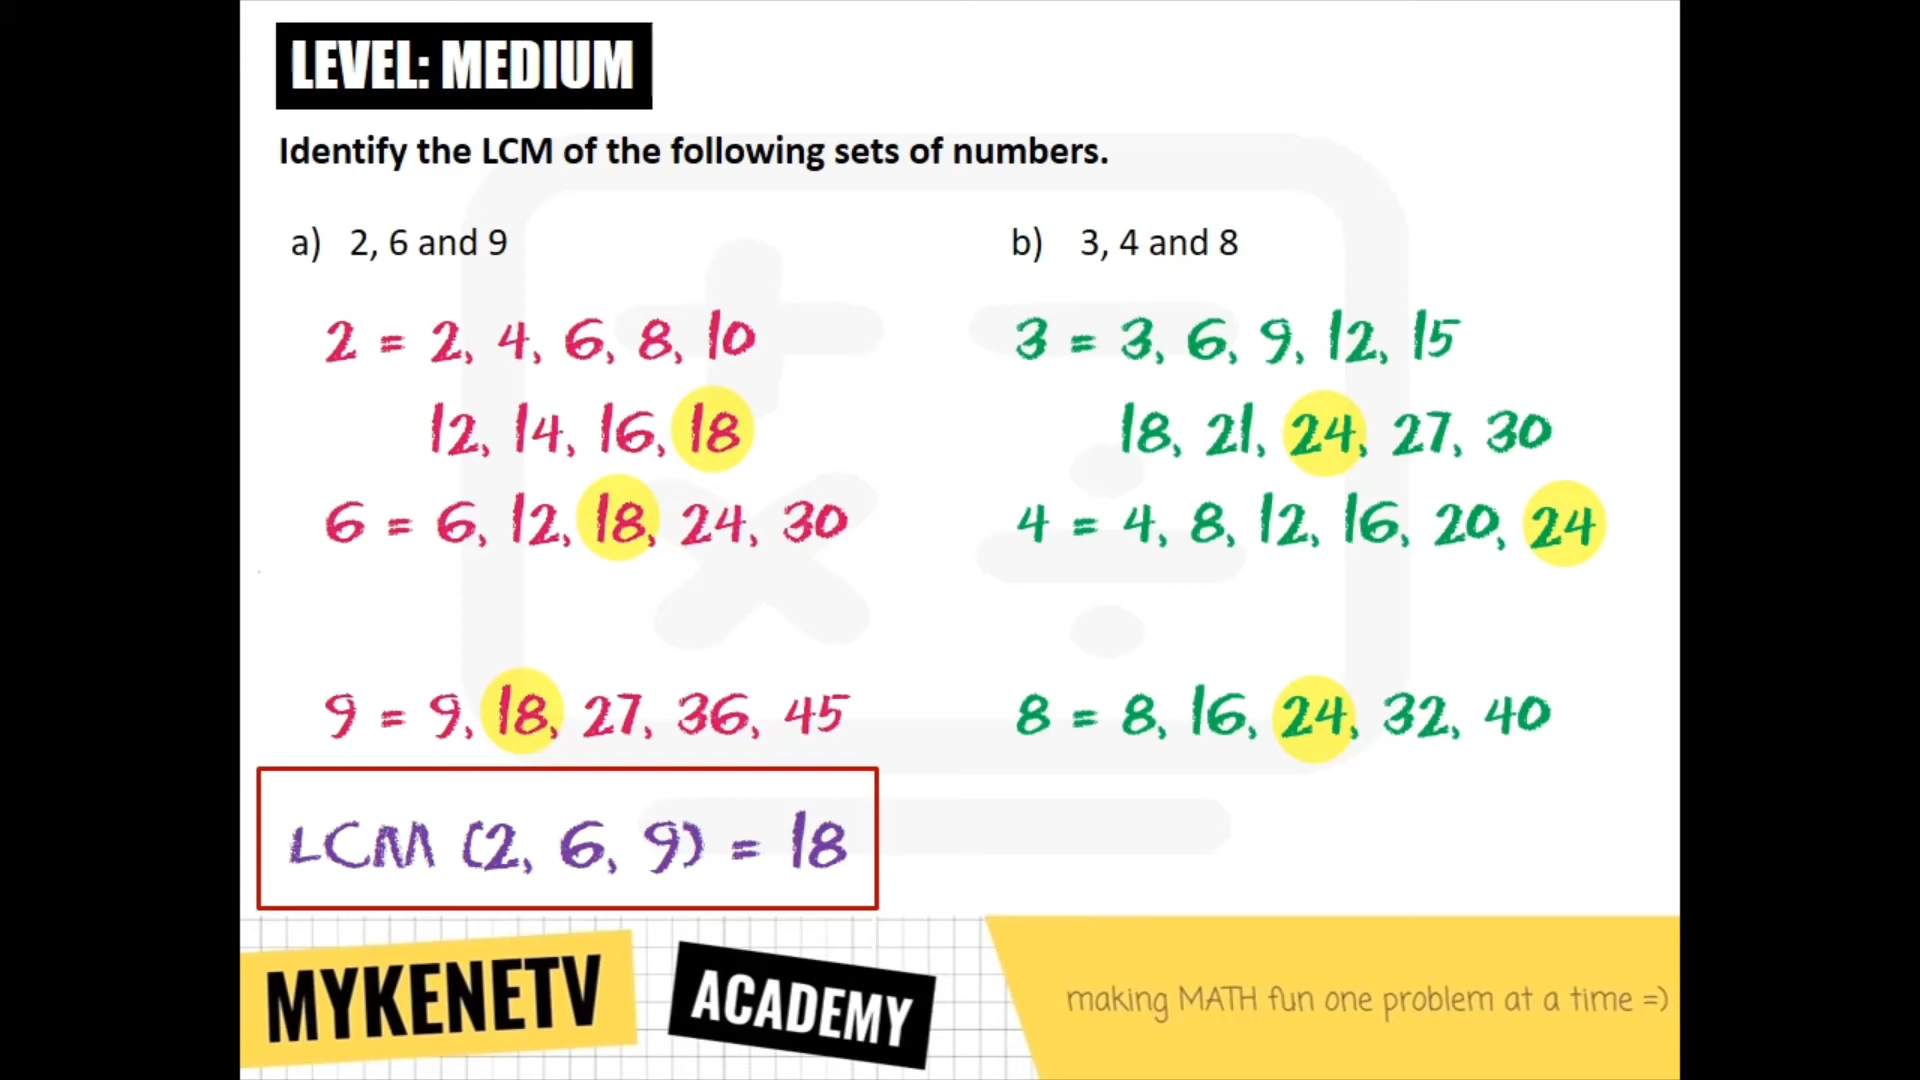 LEVEL: MEDIUM
Identify the LCM of the following sets of numbers.
a) 2, 6 and 9
2 = 2, 4, 6, 8, 10
12, 14, 16, 18
6 = 6, 12, 18, 24, 30
9 = 9, 18, 27, 36, 45
LCM (2, 6, 9) = 18
b) 3, 4 and 8
3 = 3, 6, 9, 12, 15
18, 21, 24, 27, 30
4 = 4, 8, 12, 16, 20, 24
8 = 8, 16, 24, 32, 40
MYKENETV
ACADEMY
making MATH fun one problem at a time =)